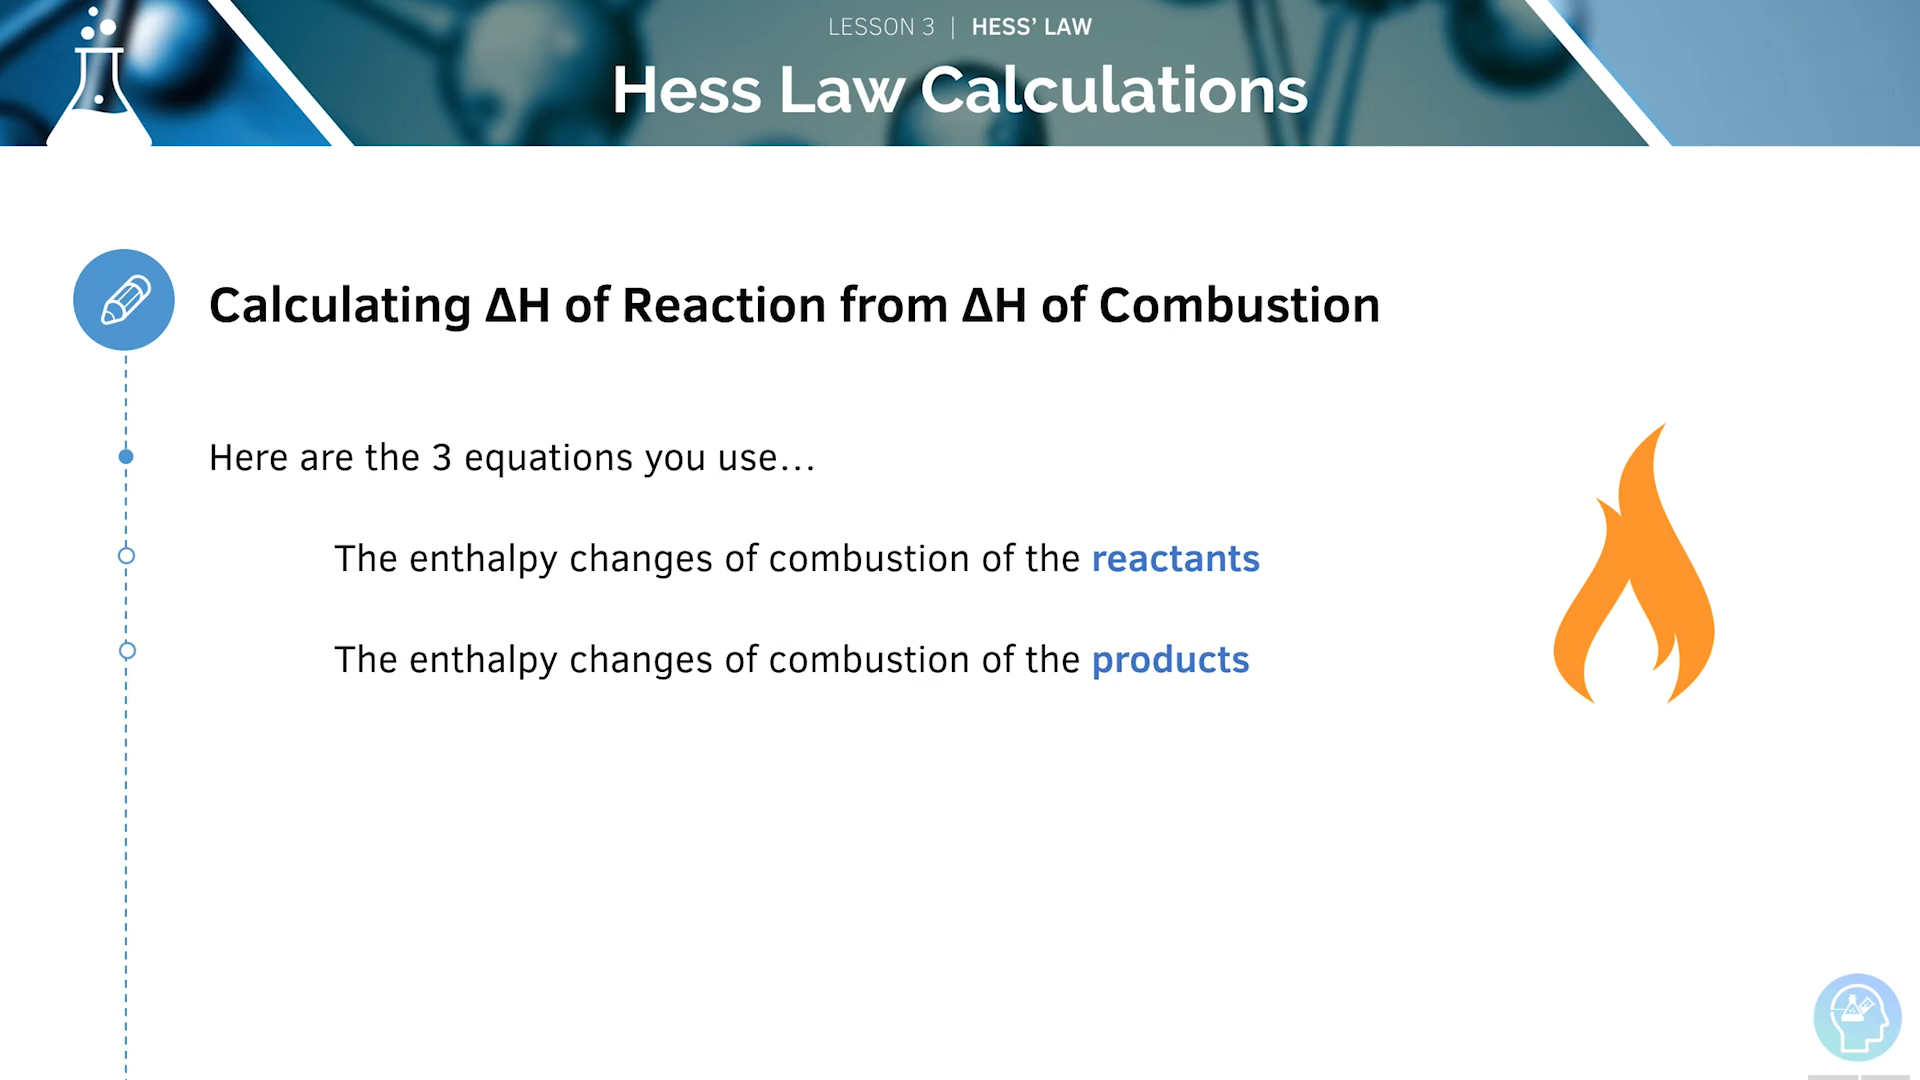 LESSON 3 | HESS’ LAW
Hess Law Calculations
Calculating ΔH of Reaction from ΔH of Combustion
Here are the 3 equations you use…
The enthalpy changes of combustion of the reactants
The enthalpy changes of combustion of the products